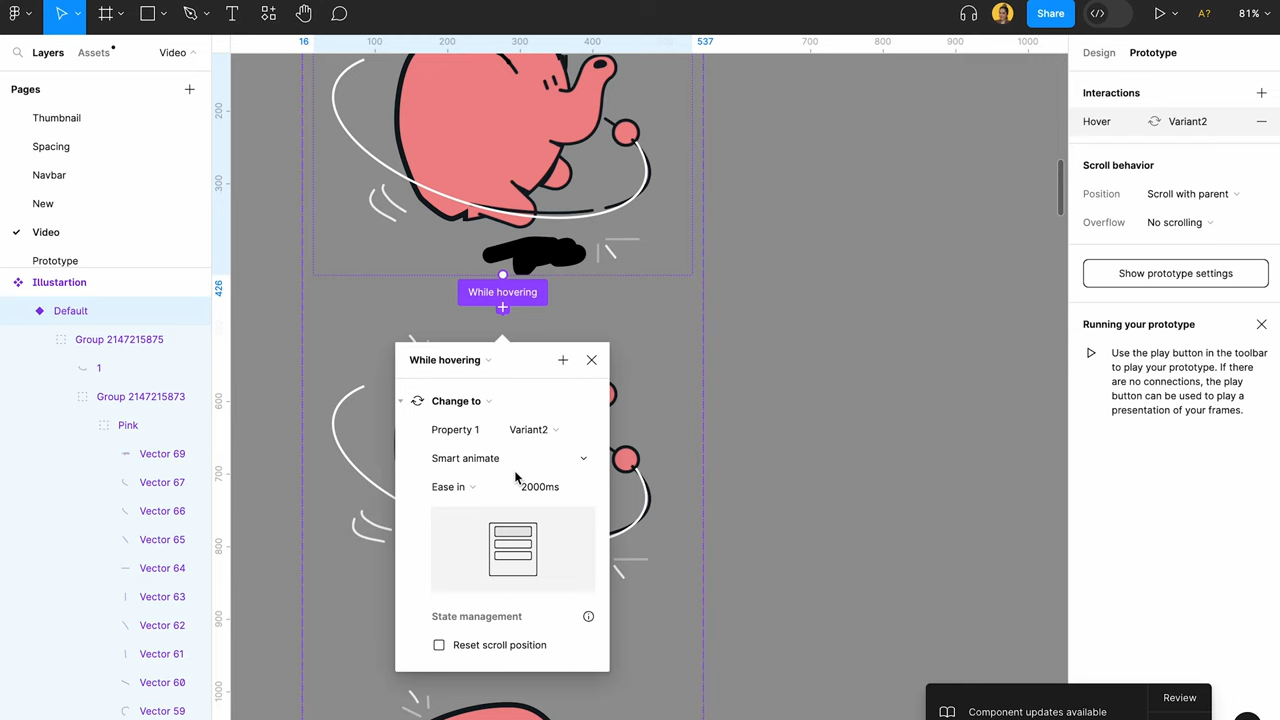 Share
A?
81%
Layers
Assets
Video
Pages
Thumbnail
Spacing
Navbar
New
Video
Prototype
Illustartion
Default
Group 2147215875
1
Group 2147215873
Pink
Vector 69
Vector 67
Vector 66
Vector 65
Vector 64
Vector 63
Vector 62
Vector 61
Vector 60
Vector 59
16
100
200
300
400
537
700
800
900
1000
200
300
426
600
700
800
900
1000
While hovering
While hovering
Change to
Property 1
Variant2
Smart animate
Ease in
2000ms
State management
Reset scroll position
Design
Prototype
Interactions
Hover
Variant2
Scroll behavior
Position
Scroll with parent
Overflow
No scrolling
Show prototype settings
Running your prototype
Use the play button in the toolbar
to play your prototype. If there
are no connections, the play
button can be used to play a
presentation of your frames.
Review
Component updates available